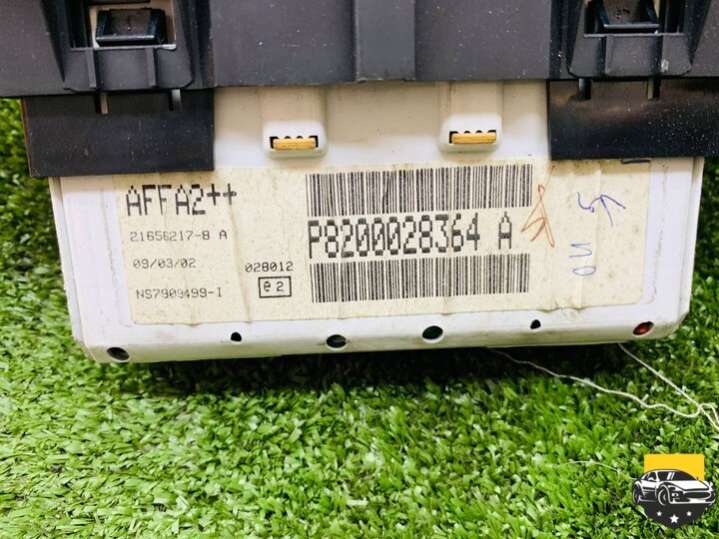 AFFA2++
21656217-8 A
09/03/02
028012
e2
NS7909499-I
P8200028364 A